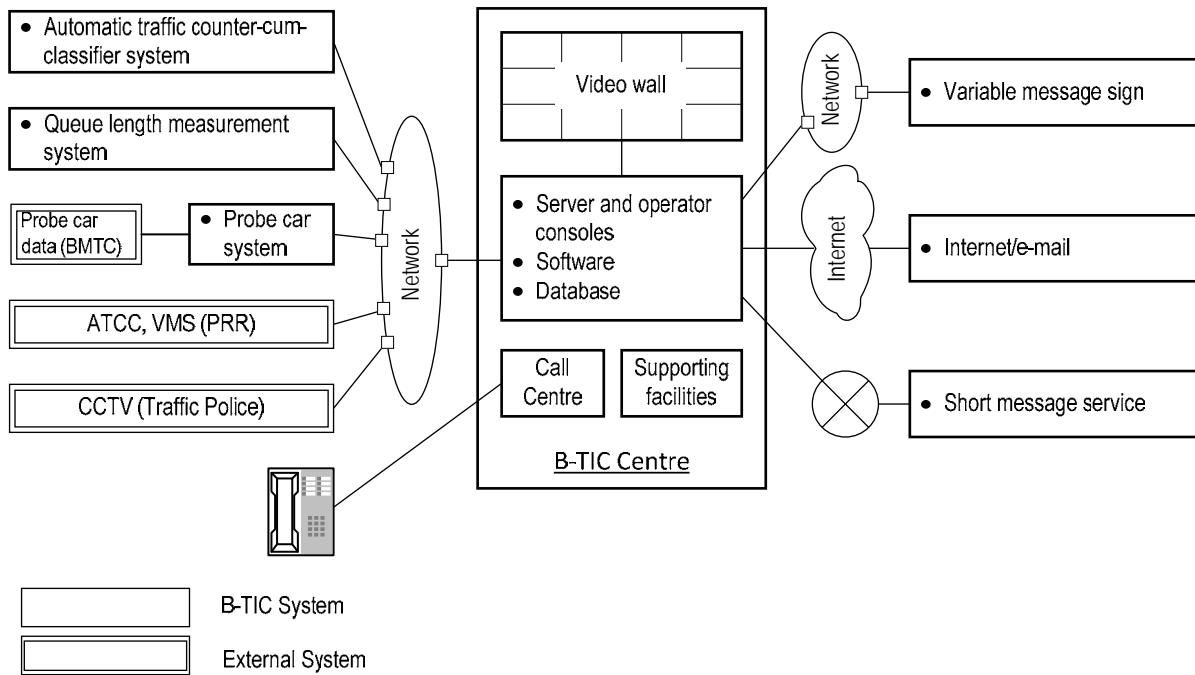 • Automatic traffic counter-cum-
classifier system
• Queue length measurement
system
Probe car
data (BMTC)
• Probe car
system
ATCC, VMS (PRR)
CCTV (Traffic Police)
Network
Video wall
• Server and operator
consoles
• Software
• Database
Call
Centre
Supporting
facilities
B-TIC Centre
Network
• Variable message sign
Internet
• Internet/e-mail
• Short message service
B-TIC System
External System